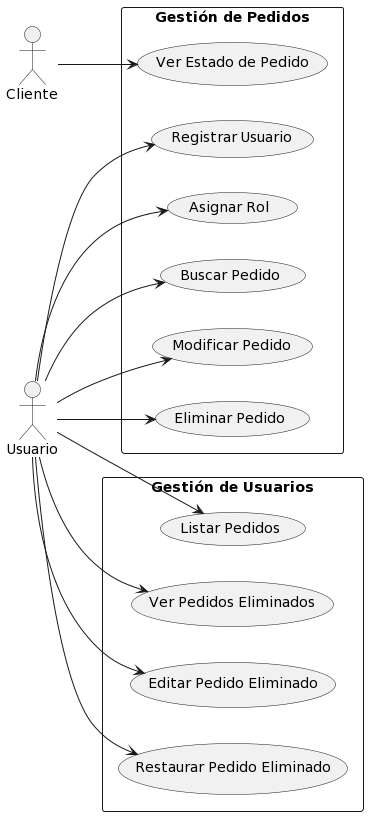 Gestión de Pedidos
Cliente
Ver Estado de Pedido
Registrar Usuario
Asignar Rol
Buscar Pedido
Modificar Pedido
Eliminar Pedido
Usuario
Gestión de Usuarios
Listar Pedidos
Ver Pedidos Eliminados
Editar Pedido Eliminado
Restaurar Pedido Eliminado